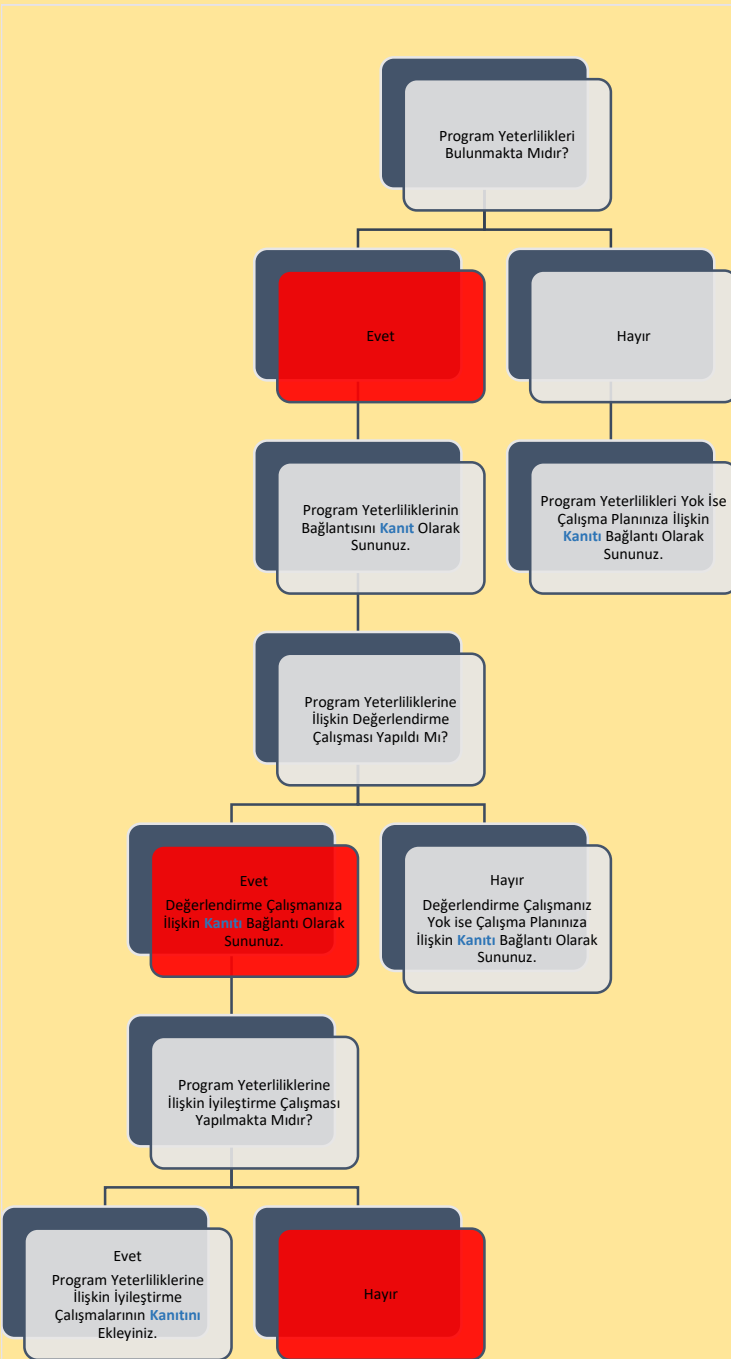 Program Yeterlilikleri
Bulunmakta Mıdır?
Evet
Hayır
Program Yeterliliklerinin
Bağlantısını Kanıt Olarak
Sununuz.
Program Yeterlilikleri Yok İse
Çalışma Planınıza İlişkin
Kanıtı Bağlantı Olarak
Sununuz.
Program Yeterliliklerine
İlişkin Değerlendirme
Çalışması Yapıldı Mı?
Evet
Değerlendirme Çalışmanıza
İlişkin Kanıtı Bağlantı Olarak
Sununuz.
Hayır
Değerlendirme Çalışmanız
Yok ise Çalışma Planınıza
İlişkin Kanıtı Bağlantı Olarak
Sununuz.
Program Yeterliliklerine
İlişkin İyileştirme Çalışması
Yapılmakta Mıdır?
Evet
Program Yeterliliklerine
İlişkin İyileştirme
Çalışmalarının Kanıtını
Ekleyiniz.
Hayır